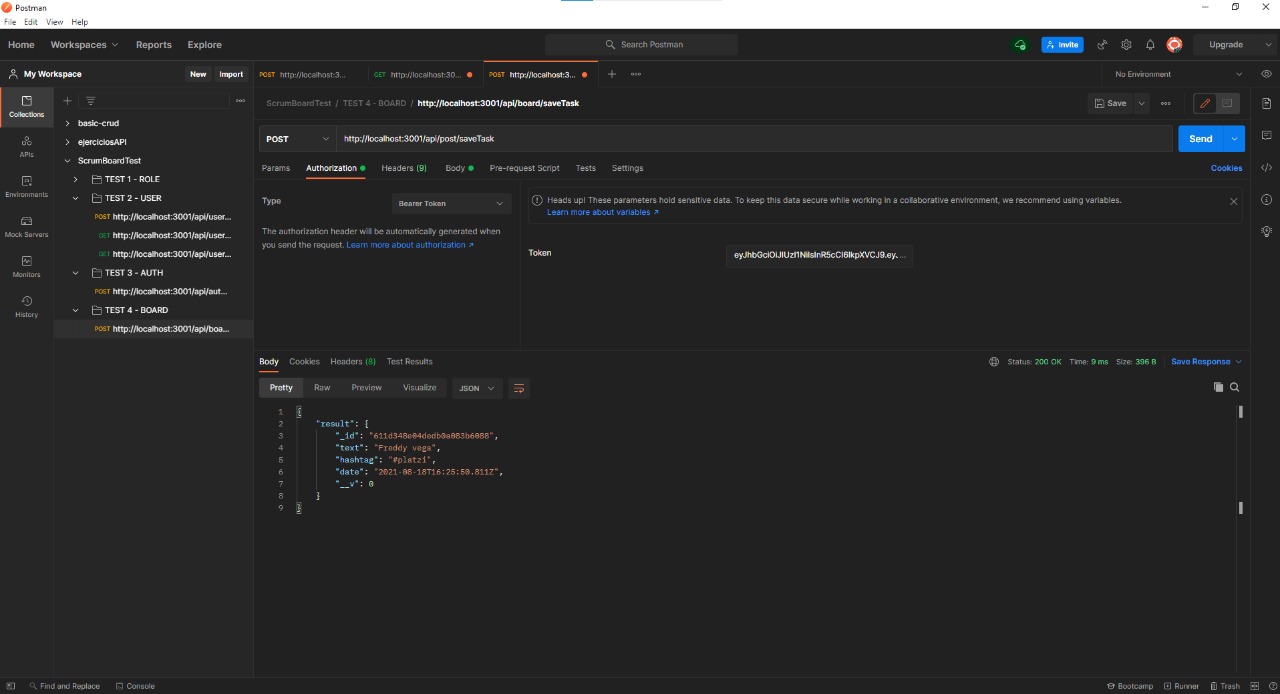 Postman
File Edit View Help
Home Workspaces Reports Explore
Search Postman
Invite
Upgrade
My Workspace
New Import
POST http://localhost:3...
GET http://localhost:30...
POST http://localhost:3...
No Environment
Collections
APIs
Environments
Mock Servers
Monitors
History
basic-crud
ejerciciosAPI
ScrumBoardTest
TEST 1 - ROLE
TEST 2 - USER
POST http://localhost:3001/api/user...
GET http://localhost:3001/api/user...
GET http://localhost:3001/api/user...
TEST 3 - AUTH
POST http://localhost:3001/api/aut...
TEST 4 - BOARD
POST http://localhost:3001/api/boa...
ScrumBoardTest / TEST 4 - BOARD / http://localhost:3001/api/board/saveTask
Save
POST http://localhost:3001/api/post/saveTask
Send
Params Authorization Headers (9) Body Pre-request Script Tests Settings
Cookies
Type Bearer Token
The authorization header will be automatically generated when
you send the request. Learn more about authorization
Heads up! These parameters hold sensitive data. To keep this data secure while working in a collaborative environment, we recommend using variables.
Learn more about variables
Token
Body Cookies Headers (8) Test Results
Status: 200 OK Time: 9 ms Size: 396 B Save Response
Pretty Raw Preview Visualize JSON
1 {
2 "result": {
3 "_id": "611d348e04dedb0e083b6088",
4 "text": "Freddy vega",
5 "hashtag": "#platzi",
6 "date": "2021-08-18T16:25:50.811Z",
7 "__v": 0
8 }
9 }
Find and Replace Console
Bootcamp Runner Trash